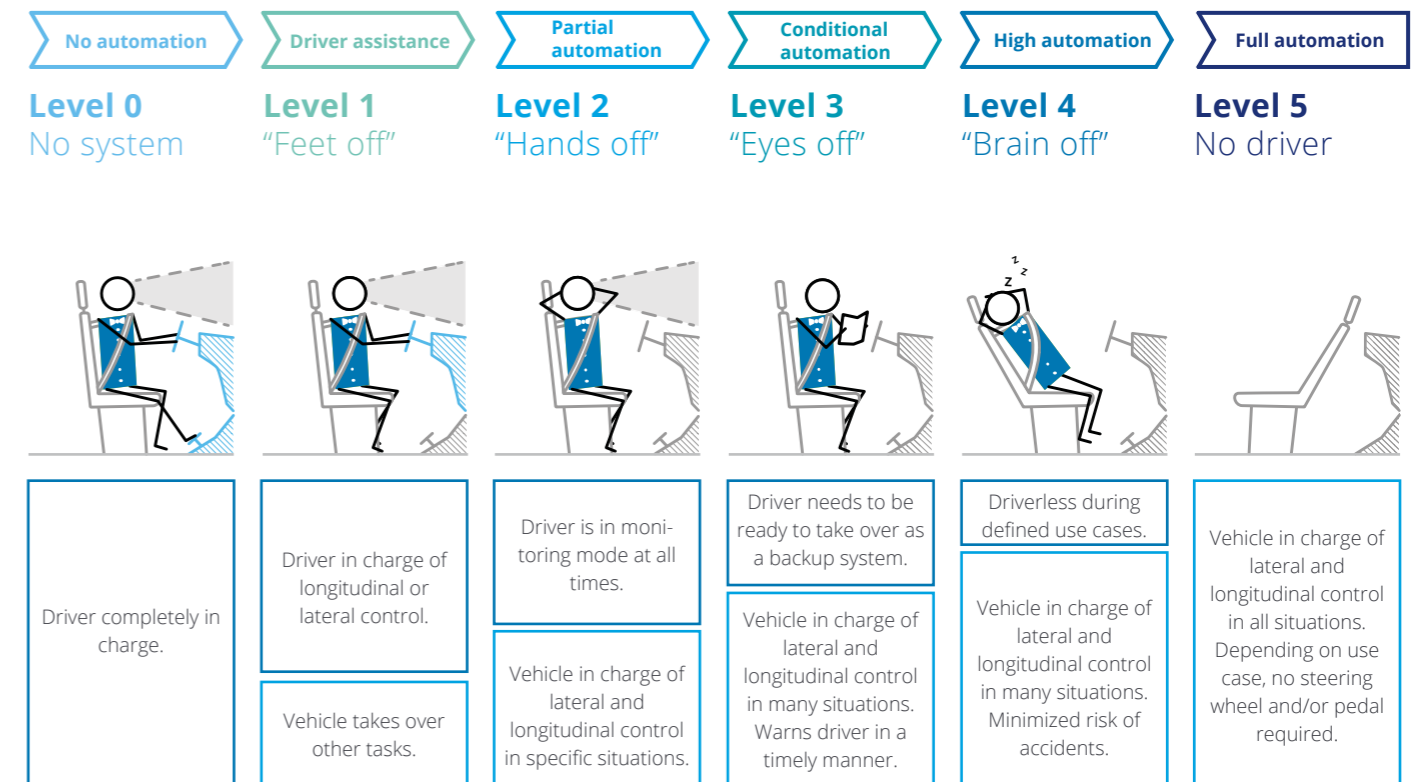 No automation
Driver assistance
Partial
automation
Conditional
automation
High automation
Full automation
Level 0
No system
Level 1
“Feet off”
Level 2
“Hands off”
Level 3
“Eyes off”
Level 4
“Brain off”
Level 5
No driver
z
z
z
Driver completely in
charge.
Driver in charge of
longitudinal or
lateral control.
Vehicle takes over
other tasks.
Driver is in moni-
toring mode at all
times.
Vehicle in charge of
lateral and
longitudinal control
in specific situations.
Driver needs to be
ready to take over as
a backup system.
Vehicle in charge of
lateral and
longitudinal control
in many situations.
Warns driver in a
timely manner.
Driverless during
defined use cases.
Vehicle in charge of
lateral and
longitudinal control
in many situations.
Minimized risk of
accidents.
Vehicle in charge of
lateral and
longitudinal control
in all situations.
Depending on use
case, no steering
wheel and/or pedal
required.